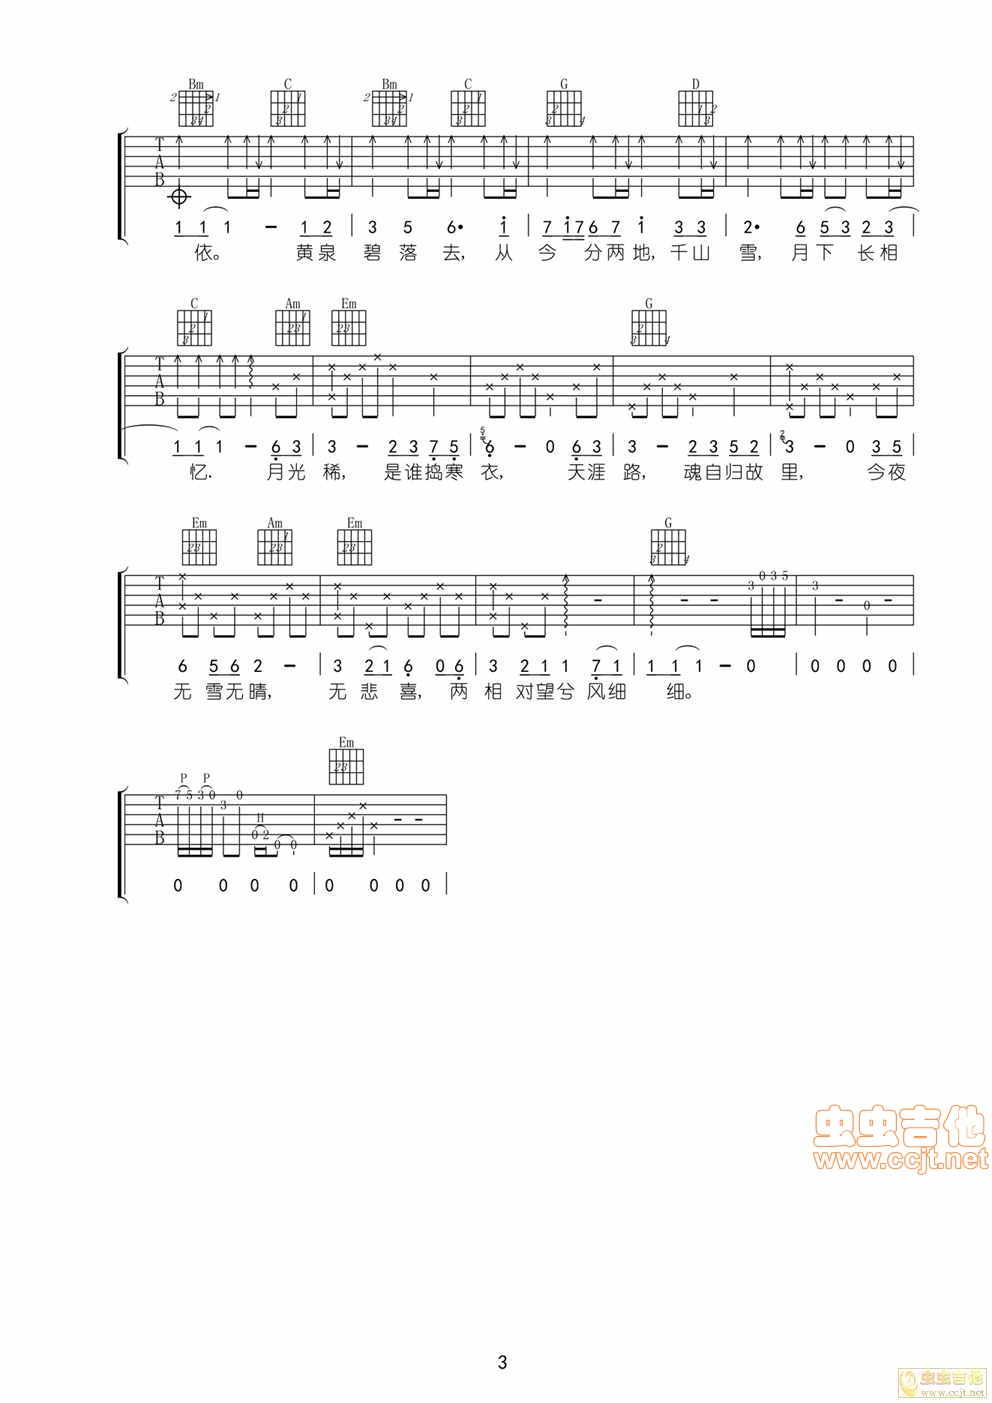 Bm C Bm C G D
T A B
1 1 1 - 1 2 | 3 5 6· 1 | 7 1 7 6 7 1 3 3 | 2· 6 5 3 2 3 |
依。 黄泉 碧 落 去, 从 今 分两地, 千山 雪, 月下 长相
C Am Em G
T A B
1 1 1 - 6 3 | 3 - 2 3 7 5 | 6 - 0 6 3 | 3 - 2 3 5 2 | 3 - 0 3 5
忆. 月光 稀, 是谁捣寒 衣, 天涯 路, 魂自归故 里, 今夜
Em Am Em G
T A B 3 0 3 5 3 0
6 5 6 2 - | 3 2 1 6 0 6 | 3 2 1 1 7 1 | 1 1 1 - 0 | 0 0 0 0 |
无 雪无晴, 无 悲 喜, 两 相 对望兮 风细 细。
Em
P P
T A B 7 5 3 0 3 0 H 0 2 0 0
0 0 0 0 | 0 0 0 0 |
虫虫吉他
www.ccjt.net
3
虫虫吉他
www.ccjt.net